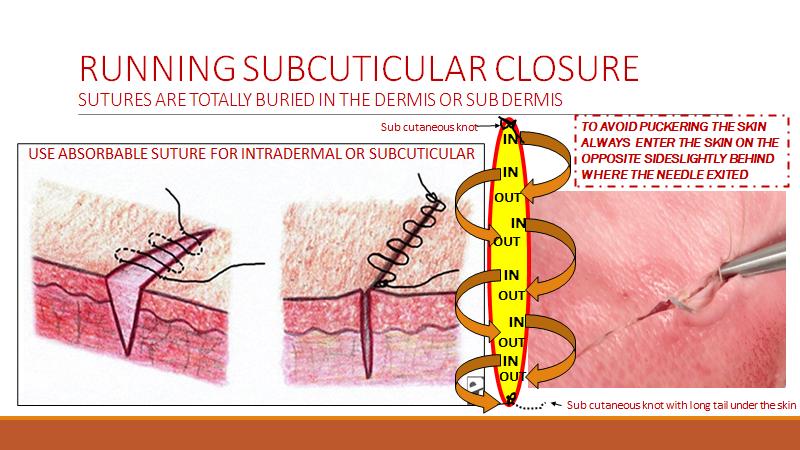 RUNNING SUBCUTICULAR CLOSURE
SUTURES ARE TOTALLY BURIED IN THE DERMIS OR SUB DERMIS
Sub cutaneous knot
TO AVOID PUCKERING THE SKIN
ALWAYS ENTER THE SKIN ON THE
OPPOSITE SIDESLIGHTLY BEHIND
WHERE THE NEEDLE EXITED
USE ABSORBABLE SUTURE FOR INTRADERMAL OR SUBCUTICULAR
IN
IN
OUT
IN
OUT
IN
OUT
IN
OUT
IN
OUT
Sub cutaneous knot with long tail under the skin